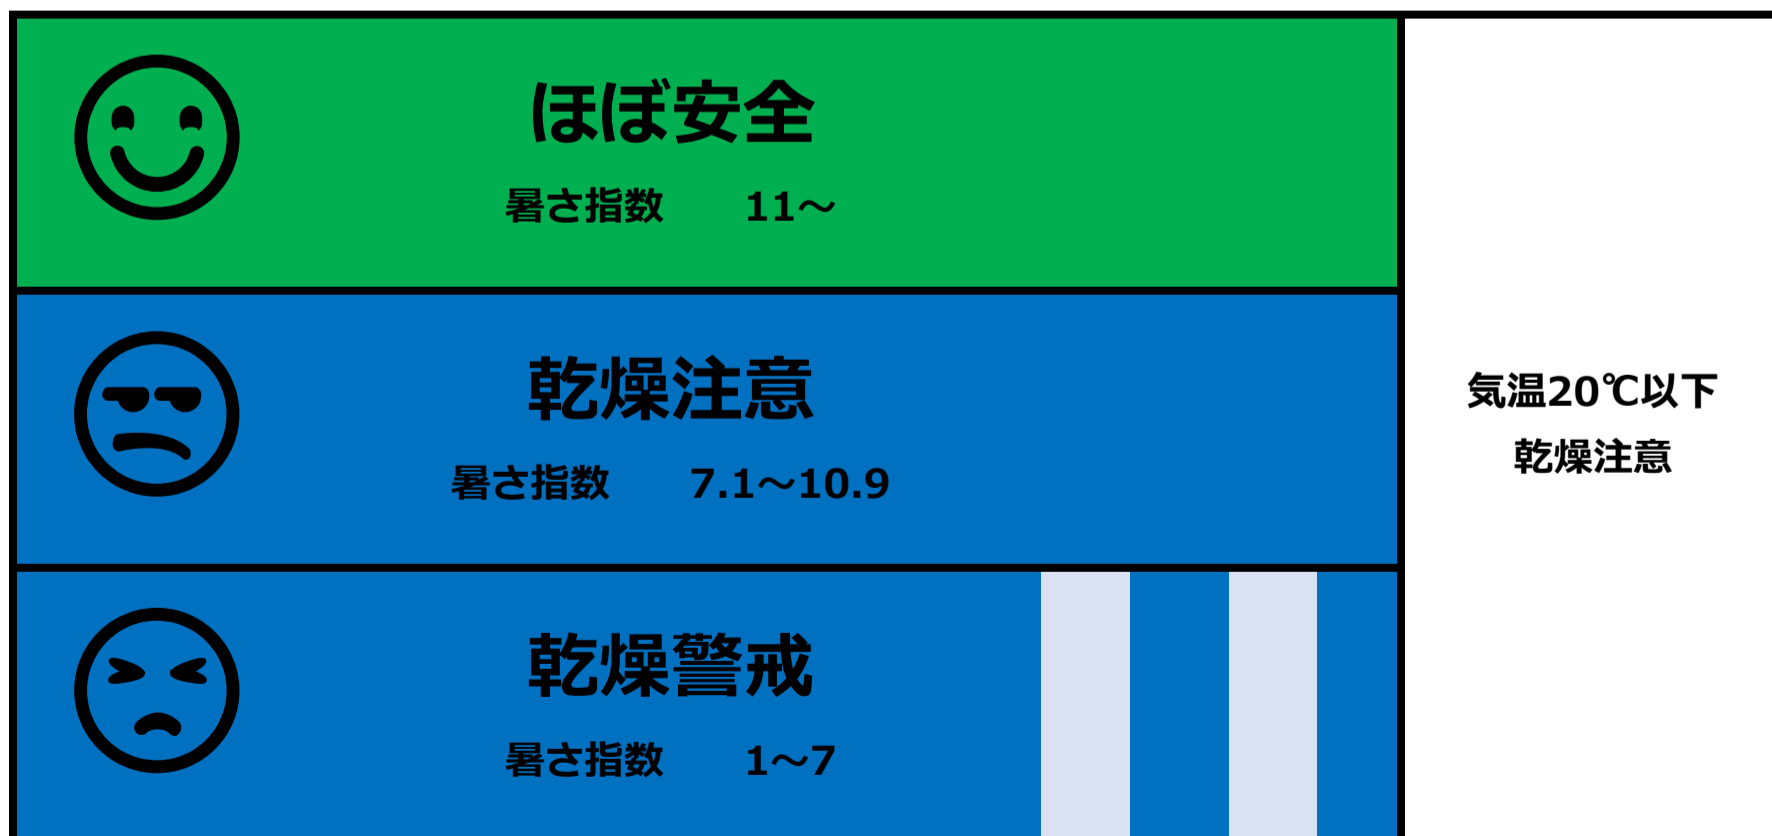 ほぼ安全
暑さ指数　　11～
乾燥注意
暑さ指数　　7.1～10.9
乾燥警戒
暑さ指数　　1～7
気温20℃以下
乾燥注意